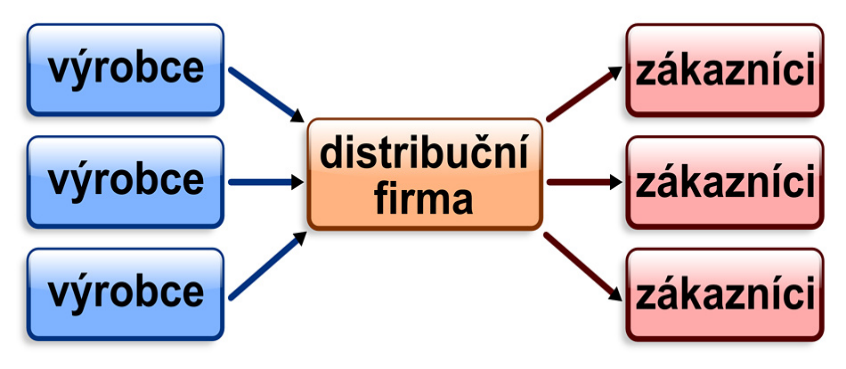 výrobce
výrobce
výrobce
distribuční
firma
zákazníci
zákazníci
zákazníci